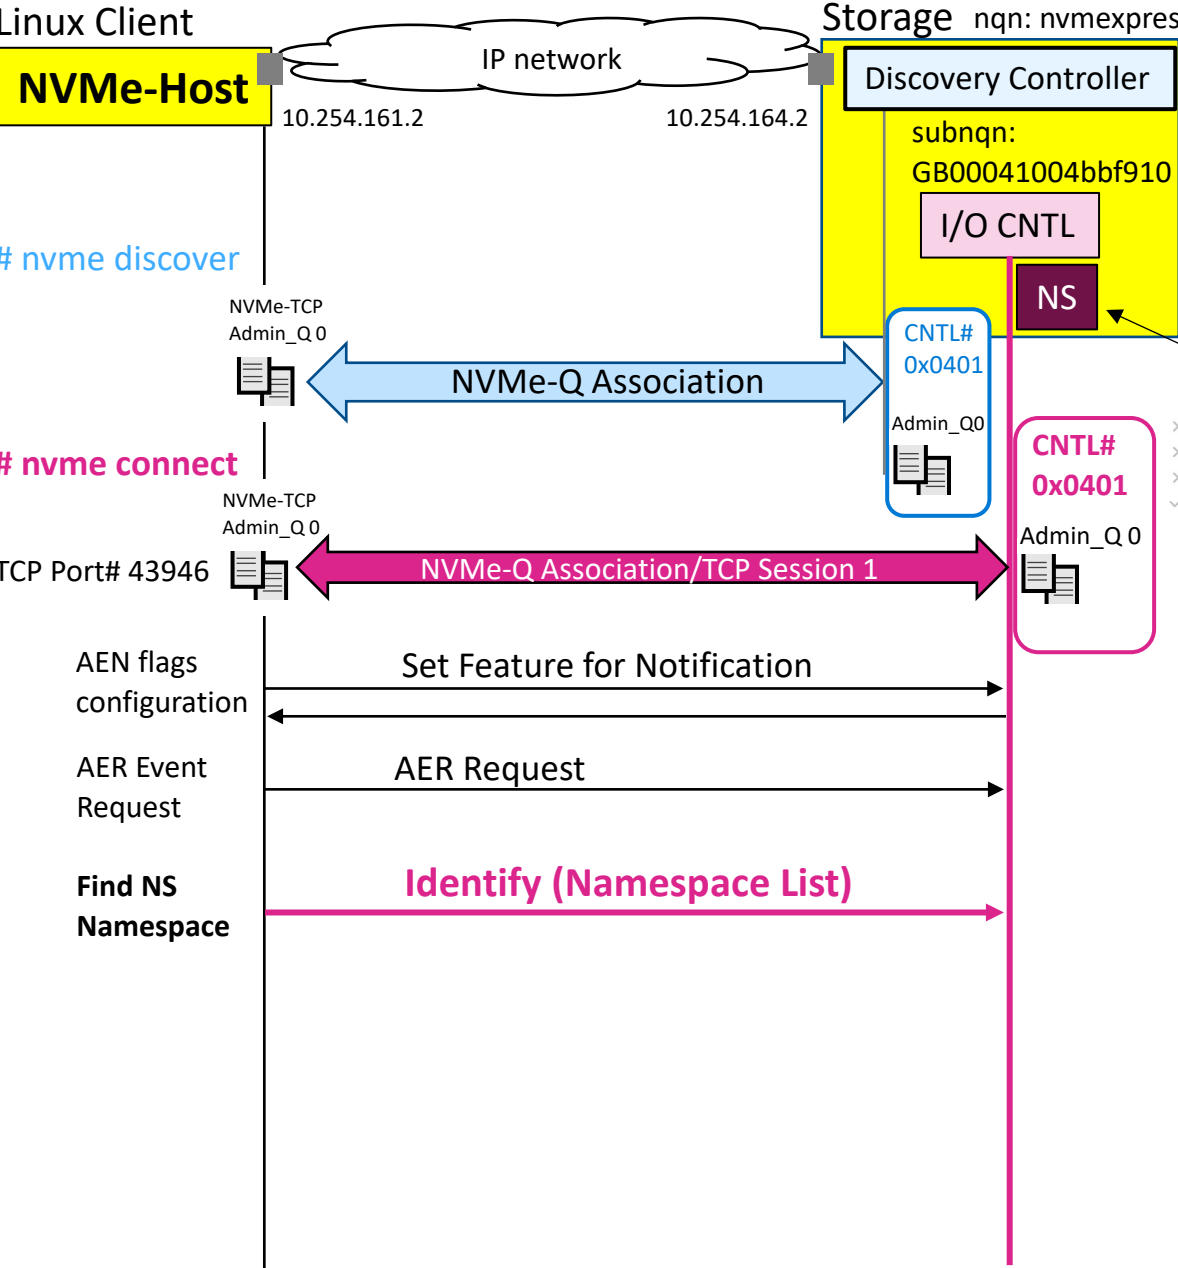 Linux Client
Storage nqn: nvmexpres
NVMe-Host
IP network
Discovery Controller
10.254.161.2
10.254.164.2
subnqn:
GB00041004bbf910
I/O CNTL
# nvme discover
NS
NVMe-TCP
Admin_Q 0
CNTL#
0x0401
NVMe-Q Association
Admin_Q0
# nvme connect
CNTL#
0x0401
NVMe-TCP
Admin_Q 0
Admin_Q 0
TCP Port# 43946
NVMe-Q Association/TCP Session 1
AEN flags
configuration
Set Feature for Notification
AER Event
Request
AER Request
Find NS
Namespace
Identify (Namespace List)